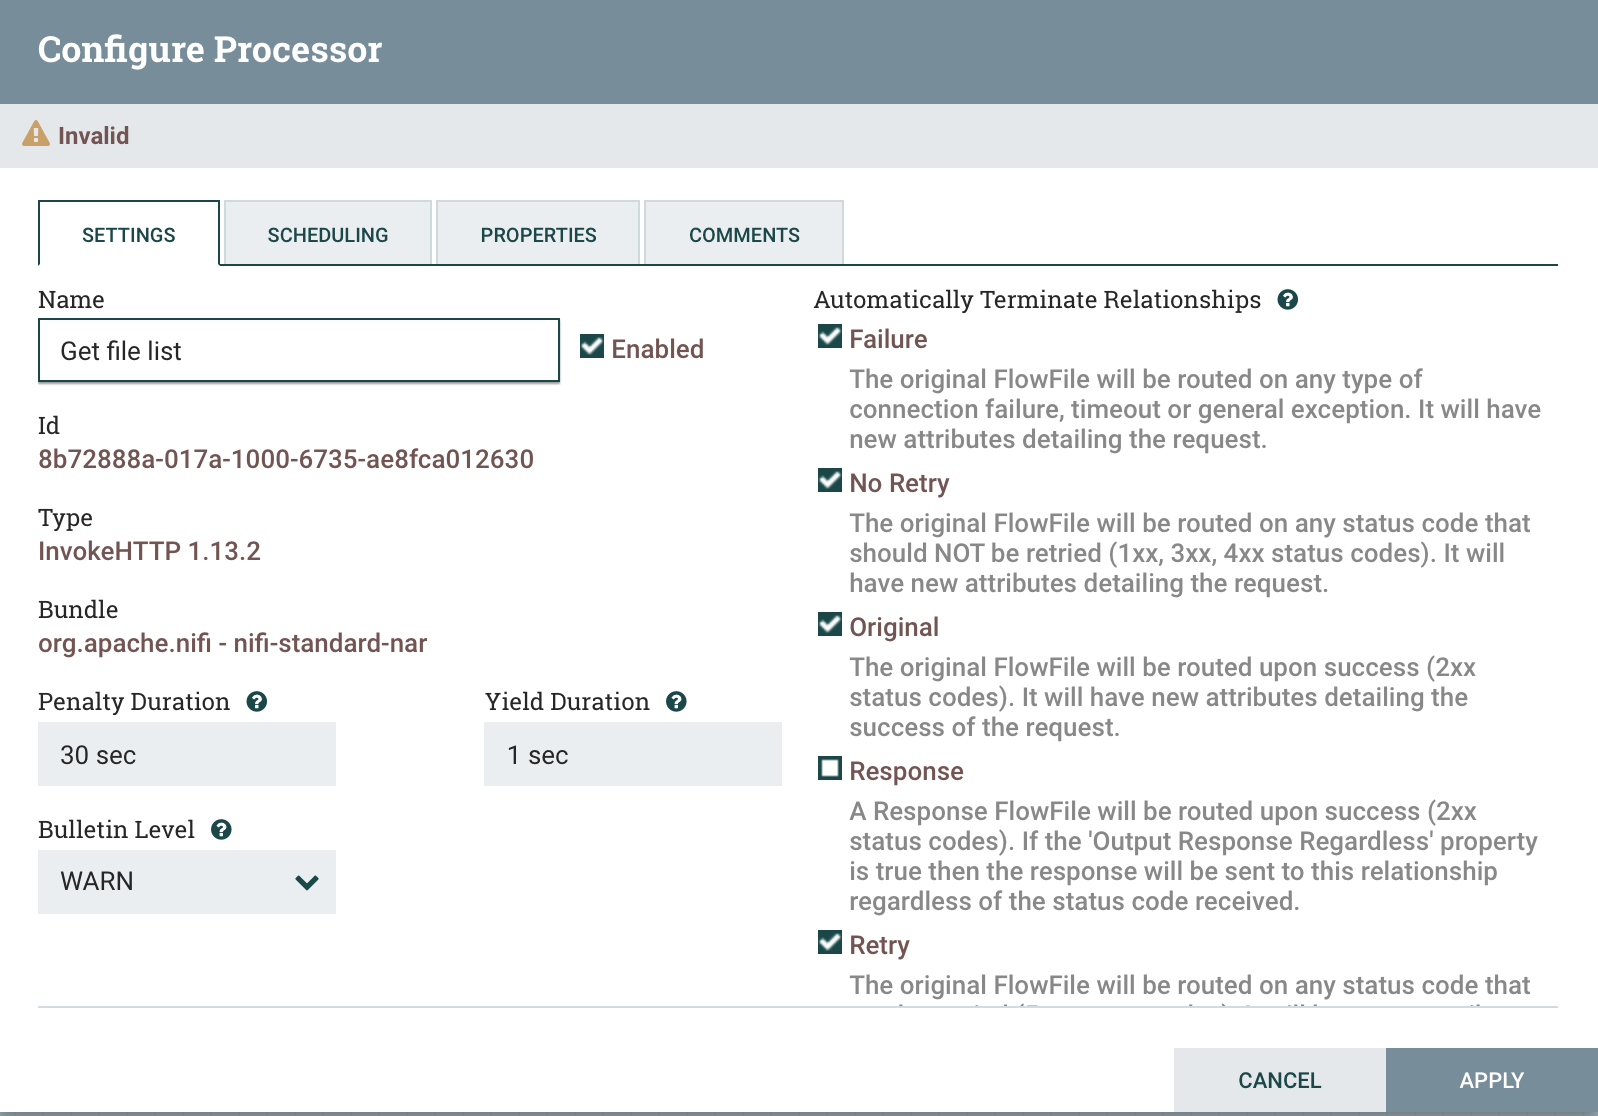 Configure Processor
Invalid
SETTINGS
SCHEDULING
PROPERTIES
COMMENTS
Name
Get file list
Enabled
Id
8b72888a-017a-1000-6735-ae8fca012630
Type
InvokeHTTP 1.13.2
Bundle
org.apache.nifi - nifi-standard-nar
Penalty Duration
30 sec
Yield Duration
1 sec
Bulletin Level
WARN
Automatically Terminate Relationships
Failure
The original FlowFile will be routed on any type of
connection failure, timeout or general exception. It will have
new attributes detailing the request.
No Retry
The original FlowFile will be routed on any status code that
should NOT be retried (1xx, 3xx, 4xx status codes). It will
have new attributes detailing the request.
Original
The original FlowFile will be routed upon success (2xx
status codes). It will have new attributes detailing the
success of the request.
Response
A Response FlowFile will be routed upon success (2xx
status codes). If the 'Output Response Regardless' property
is true then the response will be sent to this relationship
regardless of the status code received.
Retry
The original FlowFile will be routed on any status code that
CANCEL
APPLY